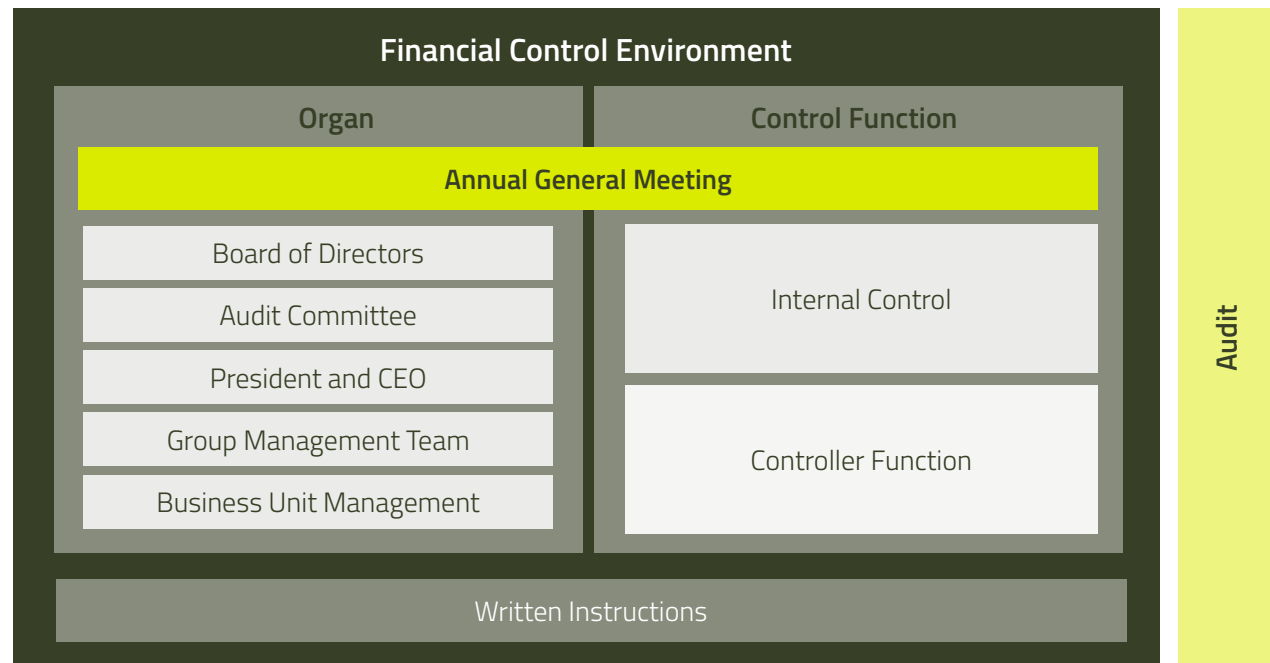 Financial Control Environment
Organ
Control Function
Annual General Meeting
Board of Directors
Audit Committee
President and CEO
Group Management Team
Business Unit Management
Internal Control
Controller Function
Written Instructions
Audit